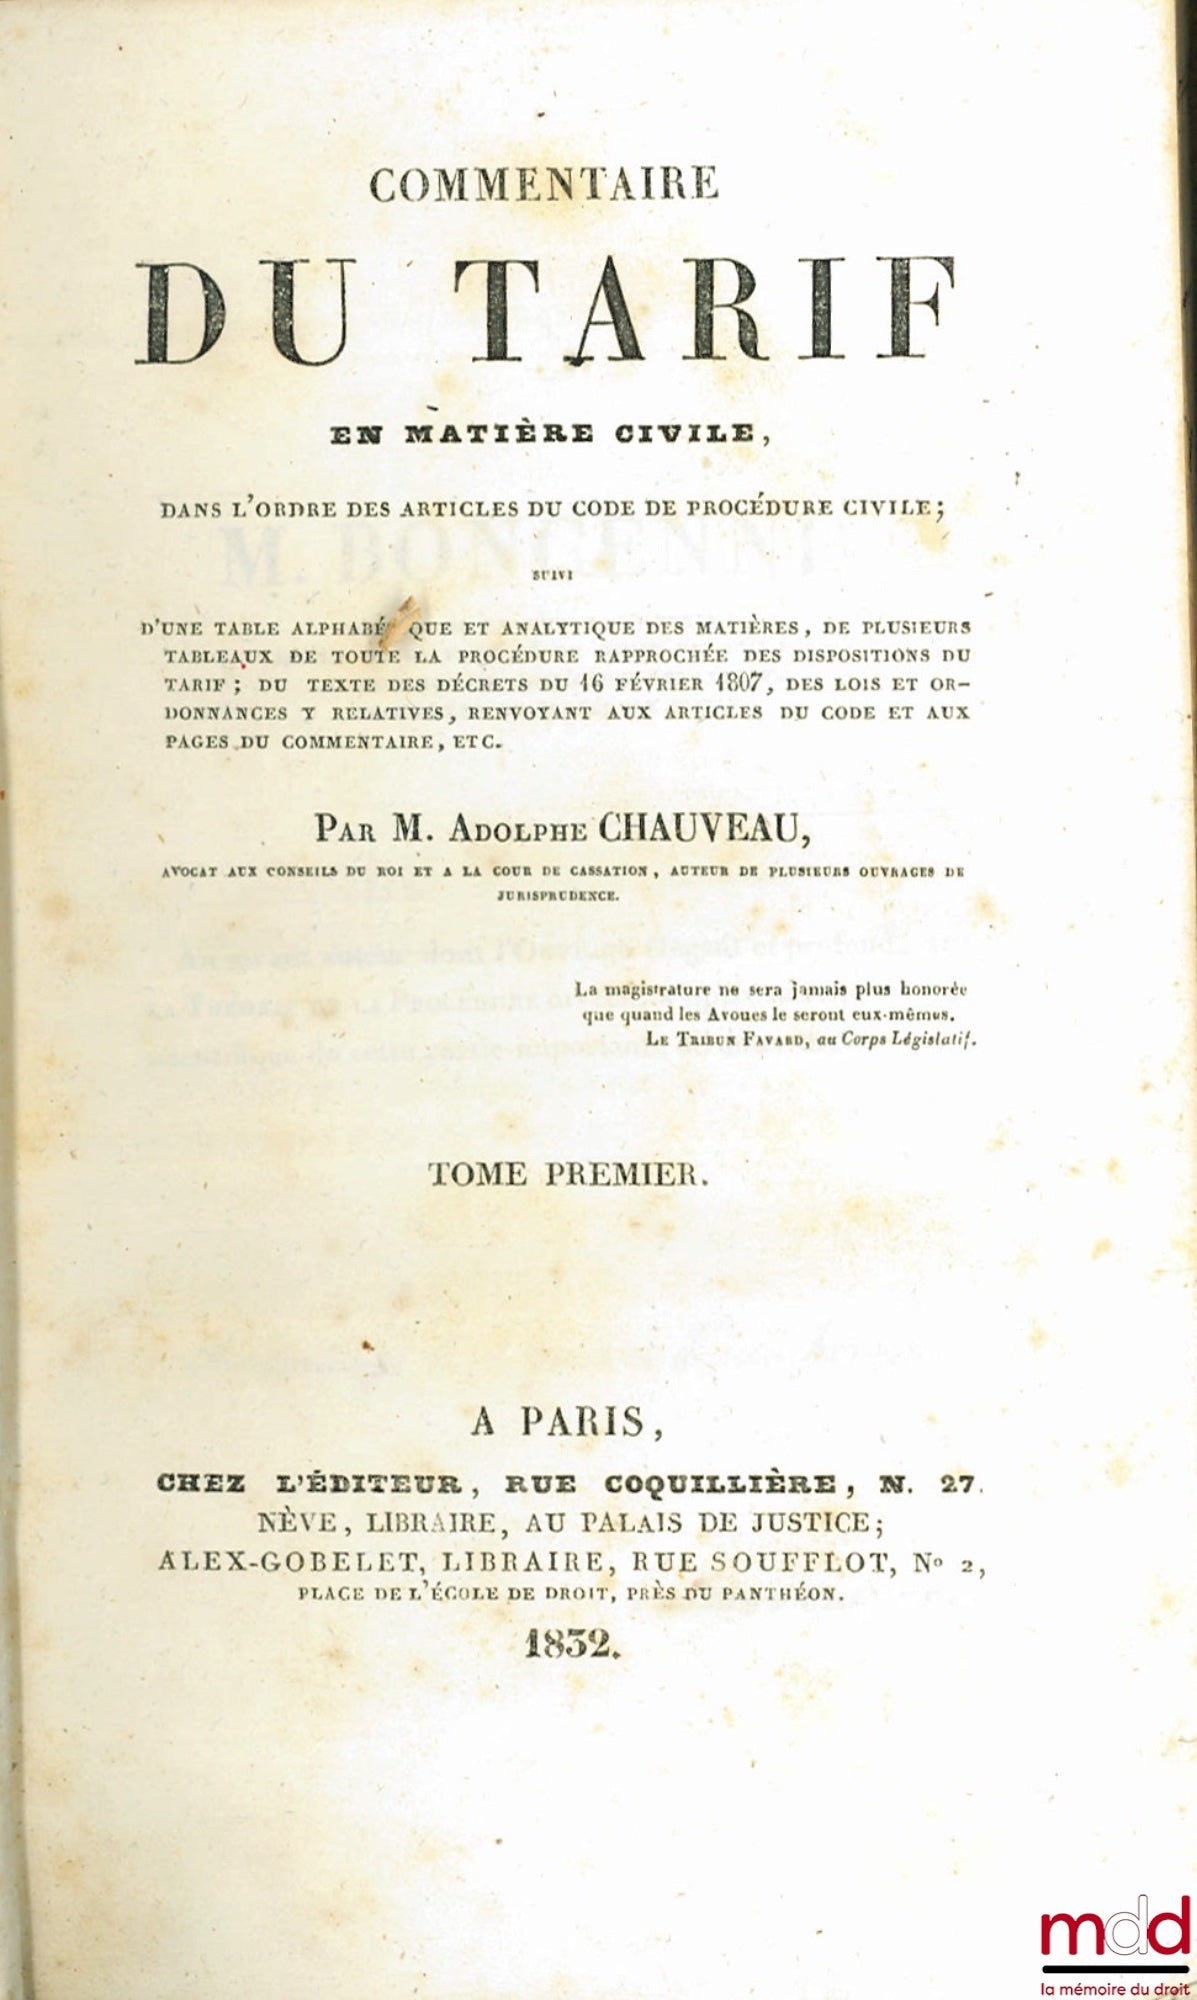 COMMENTAIRE
DU TARIF
EN MATIÈRE CIVILE,
DANS L'ORDRE DES ARTICLES DU CODE DE PROCÉDURE CIVILE;
SUIVI
D'UNE TABLE ALPHABÉ QUE ET ANALYTIQUE DES MATIÈRES, DE PLUSIEURS
TABLEAUX DE TOUTE LA PROCÉDURE RAPPROCHÉE DES DISPOSITIONS DU
TARIF; DU TEXTE DES DÉCRETS DU 16 FÉVRIER 1807, DES LOIS ET OR-
DONNANCES Y RELATIVES, RENVOYANT AUX ARTICLES DU CODE ET AUX
PAGES DU COMMENTAIRE, ETC.
PAR M. ADOLPHE CHAUVEAU,
AVOCAT AUX CONSEILS DU ROI ET A LA COUR DE CASSATION, AUTEUR DE PLUSIEURS OUVRAGES DE
JURISPRUDENCE.
La magistrature ne sera jamais plus honorée
que quand les Avoues le seront eux-mêmes.
LE TRIBUN FAVARD, au Corps Législatif.
TOME PREMIER.
A PARIS,
CHEZ L'ÉDITEUR, RUE COQUILLIÈRE, N. 27.
NÈVE, LIBRAIRE, AU PALAIS DE JUSTICE;
ALEX-GOBELET, LIBRAIRE, RUE SOUFFLOT, No 2,
PLACE DE L'ÉCOLE DE DROIT, PRÈS DU PANTHÉON.
1832.
mdd
la mémoire du droit